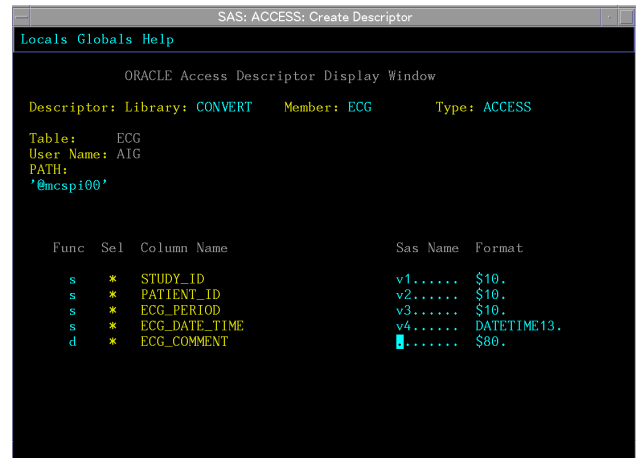 SAS: ACCESS: Create Descriptor
Locals Globals Help
ORACLE Access Descriptor Display Window
Descriptor: Library: CONVERT Member: ECG Type: ACCESS
Table: ECG
User Name: AIG
PATH:
'@mcspi00'
Func Sel Column Name Sas Name Format
s * STUDY_ID v1...... $10.
s * PATIENT_ID v2...... $10.
s * ECG_PERIOD v3...... $10.
s * ECG_DATE_TIME v4...... DATETIME13.
d * ECG_COMMENT ........ $80.